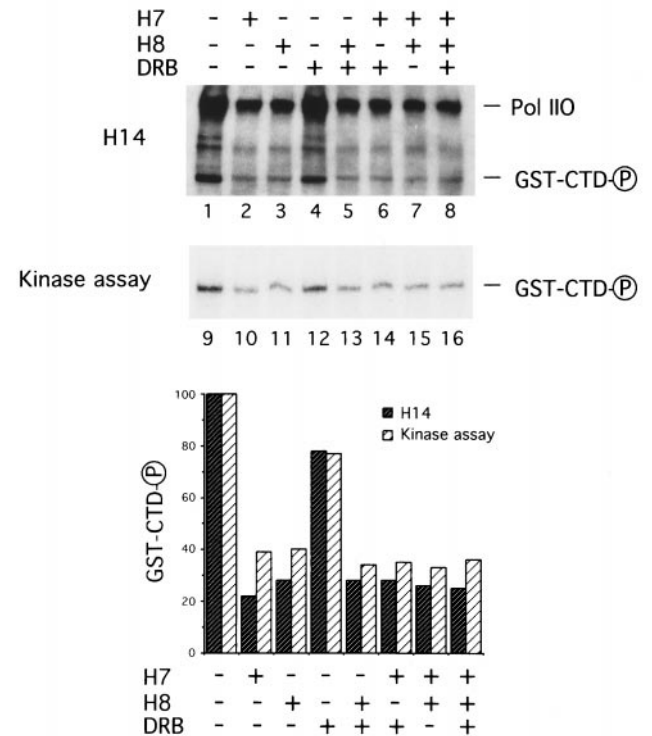 H7 - + - - - + + +
H8 - - + - + - + +
DRB - - - + + + - +
H14
Pol IIO
GST-CTD-Ⓟ
1 2 3 4 5 6 7 8
Kinase assay
GST-CTD-Ⓟ
9 10 11 12 13 14 15 16
100
80
60
40
20
0
GST-CTD-Ⓟ
H14
Kinase assay
H7 - + - - - + + +
H8 - - + - + - + +
DRB - - - + + + - +